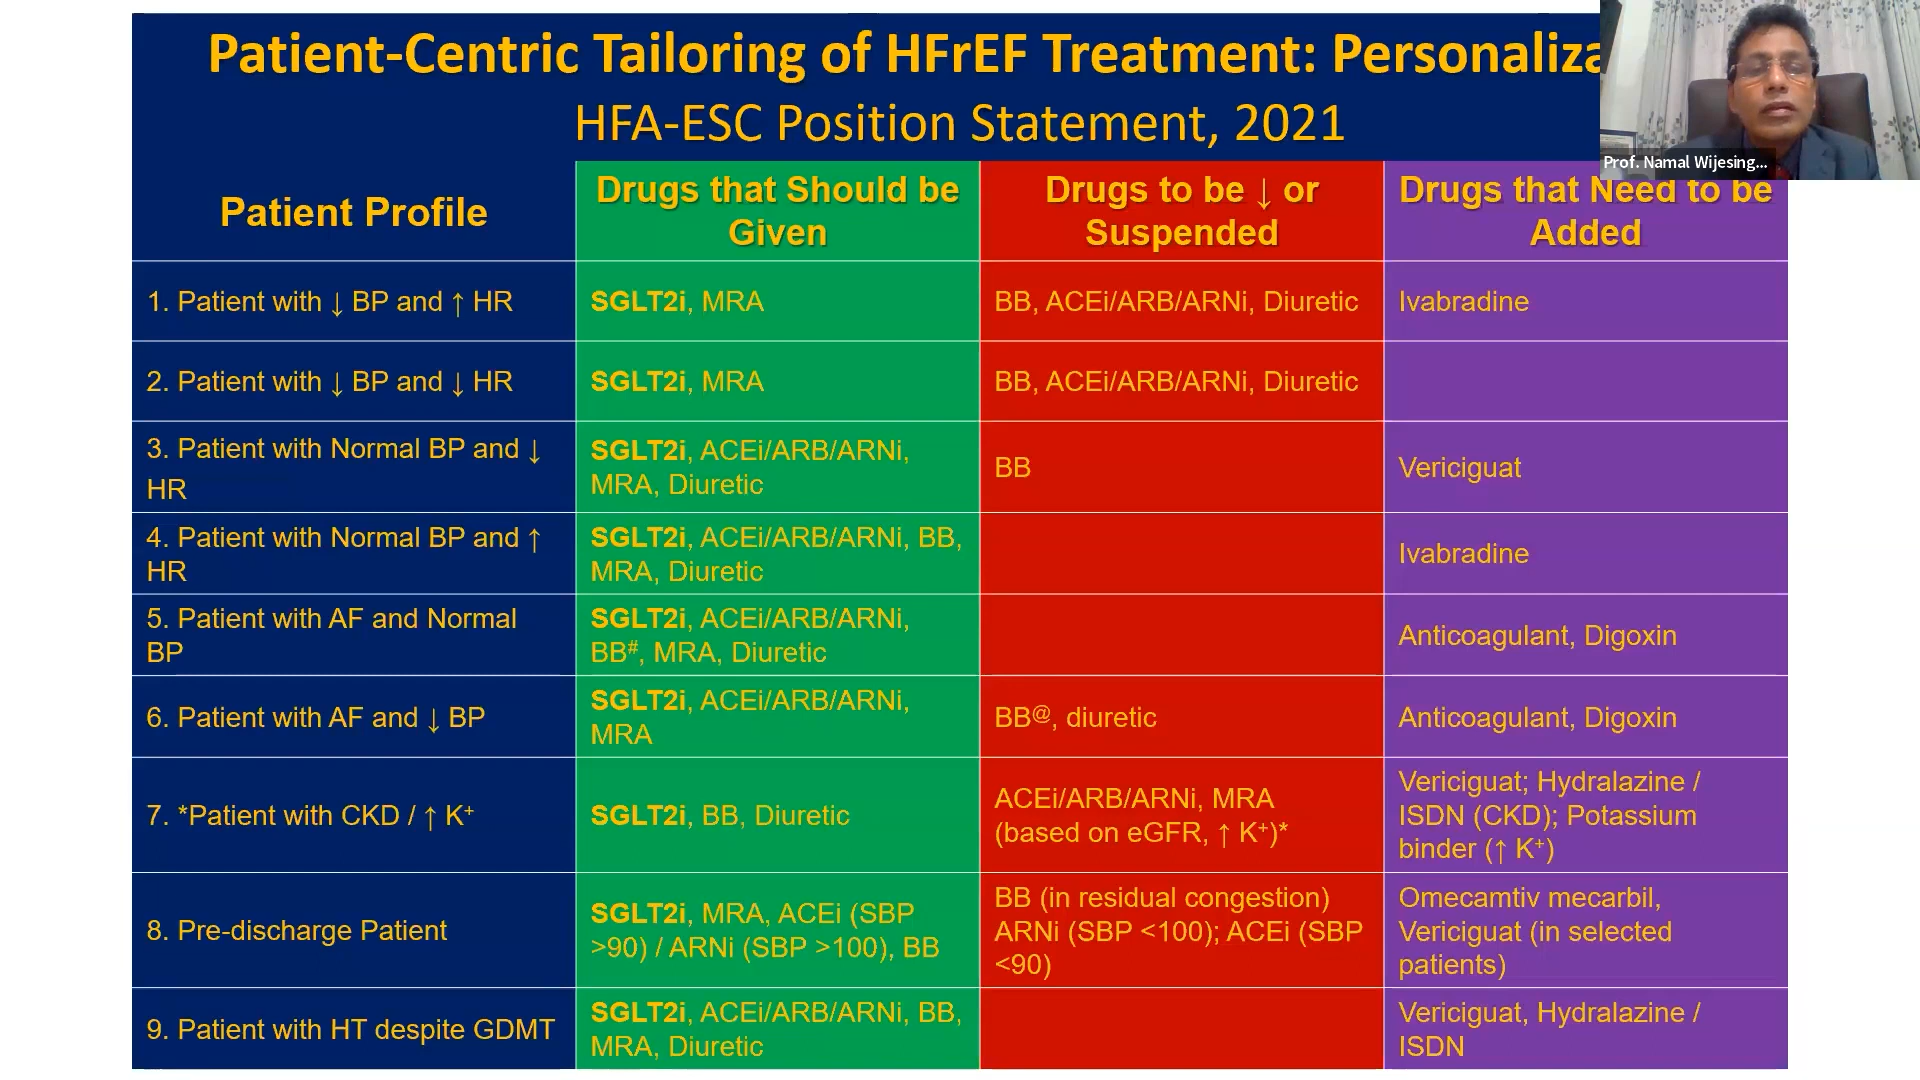 Patient-Centric Tailoring of HFrEF Treatment: Personaliza
HFA-ESC Position Statement, 2021
Prof. Namal Wijesing...
Patient Profile
Drugs that Should be
Given
Drugs to be ↓ or
Suspended
Drugs that Need to be
Added
1. Patient with ↓ BP and ↑ HR
SGLT2i, MRA
BB, ACEi/ARB/ARNi, Diuretic
Ivabradine
2. Patient with ↓ BP and ↓ HR
SGLT2i, MRA
BB, ACEi/ARB/ARNi, Diuretic
3. Patient with Normal BP and ↓
HR
SGLT2i, ACEi/ARB/ARNi,
MRA, Diuretic
BB
Vericiguat
4. Patient with Normal BP and ↑
HR
SGLT2i, ACEi/ARB/ARNi, BB,
MRA, Diuretic
Ivabradine
5. Patient with AF and Normal
BP
SGLT2i, ACEi/ARB/ARNi,
BB#, MRA, Diuretic
Anticoagulant, Digoxin
6. Patient with AF and ↓ BP
SGLT2i, ACEi/ARB/ARNi,
MRA
BB@, diuretic
Anticoagulant, Digoxin
7. *Patient with CKD / ↑ K+
SGLT2i, BB, Diuretic
ACEi/ARB/ARNi, MRA
(based on eGFR, ↑ K+)*
Vericiguat; Hydralazine /
ISDN (CKD); Potassium
binder (↑ K+)
8. Pre-discharge Patient
SGLT2i, MRA, ACEi (SBP
>90) / ARNi (SBP >100), BB
BB (in residual congestion)
ARNi (SBP <100); ACEi (SBP
<90)
Omecamtiv mecarbil,
Vericiguat (in selected
patients)
9. Patient with HT despite GDMT
SGLT2i, ACEi/ARB/ARNi, BB,
MRA, Diuretic
Vericiguat, Hydralazine /
ISDN